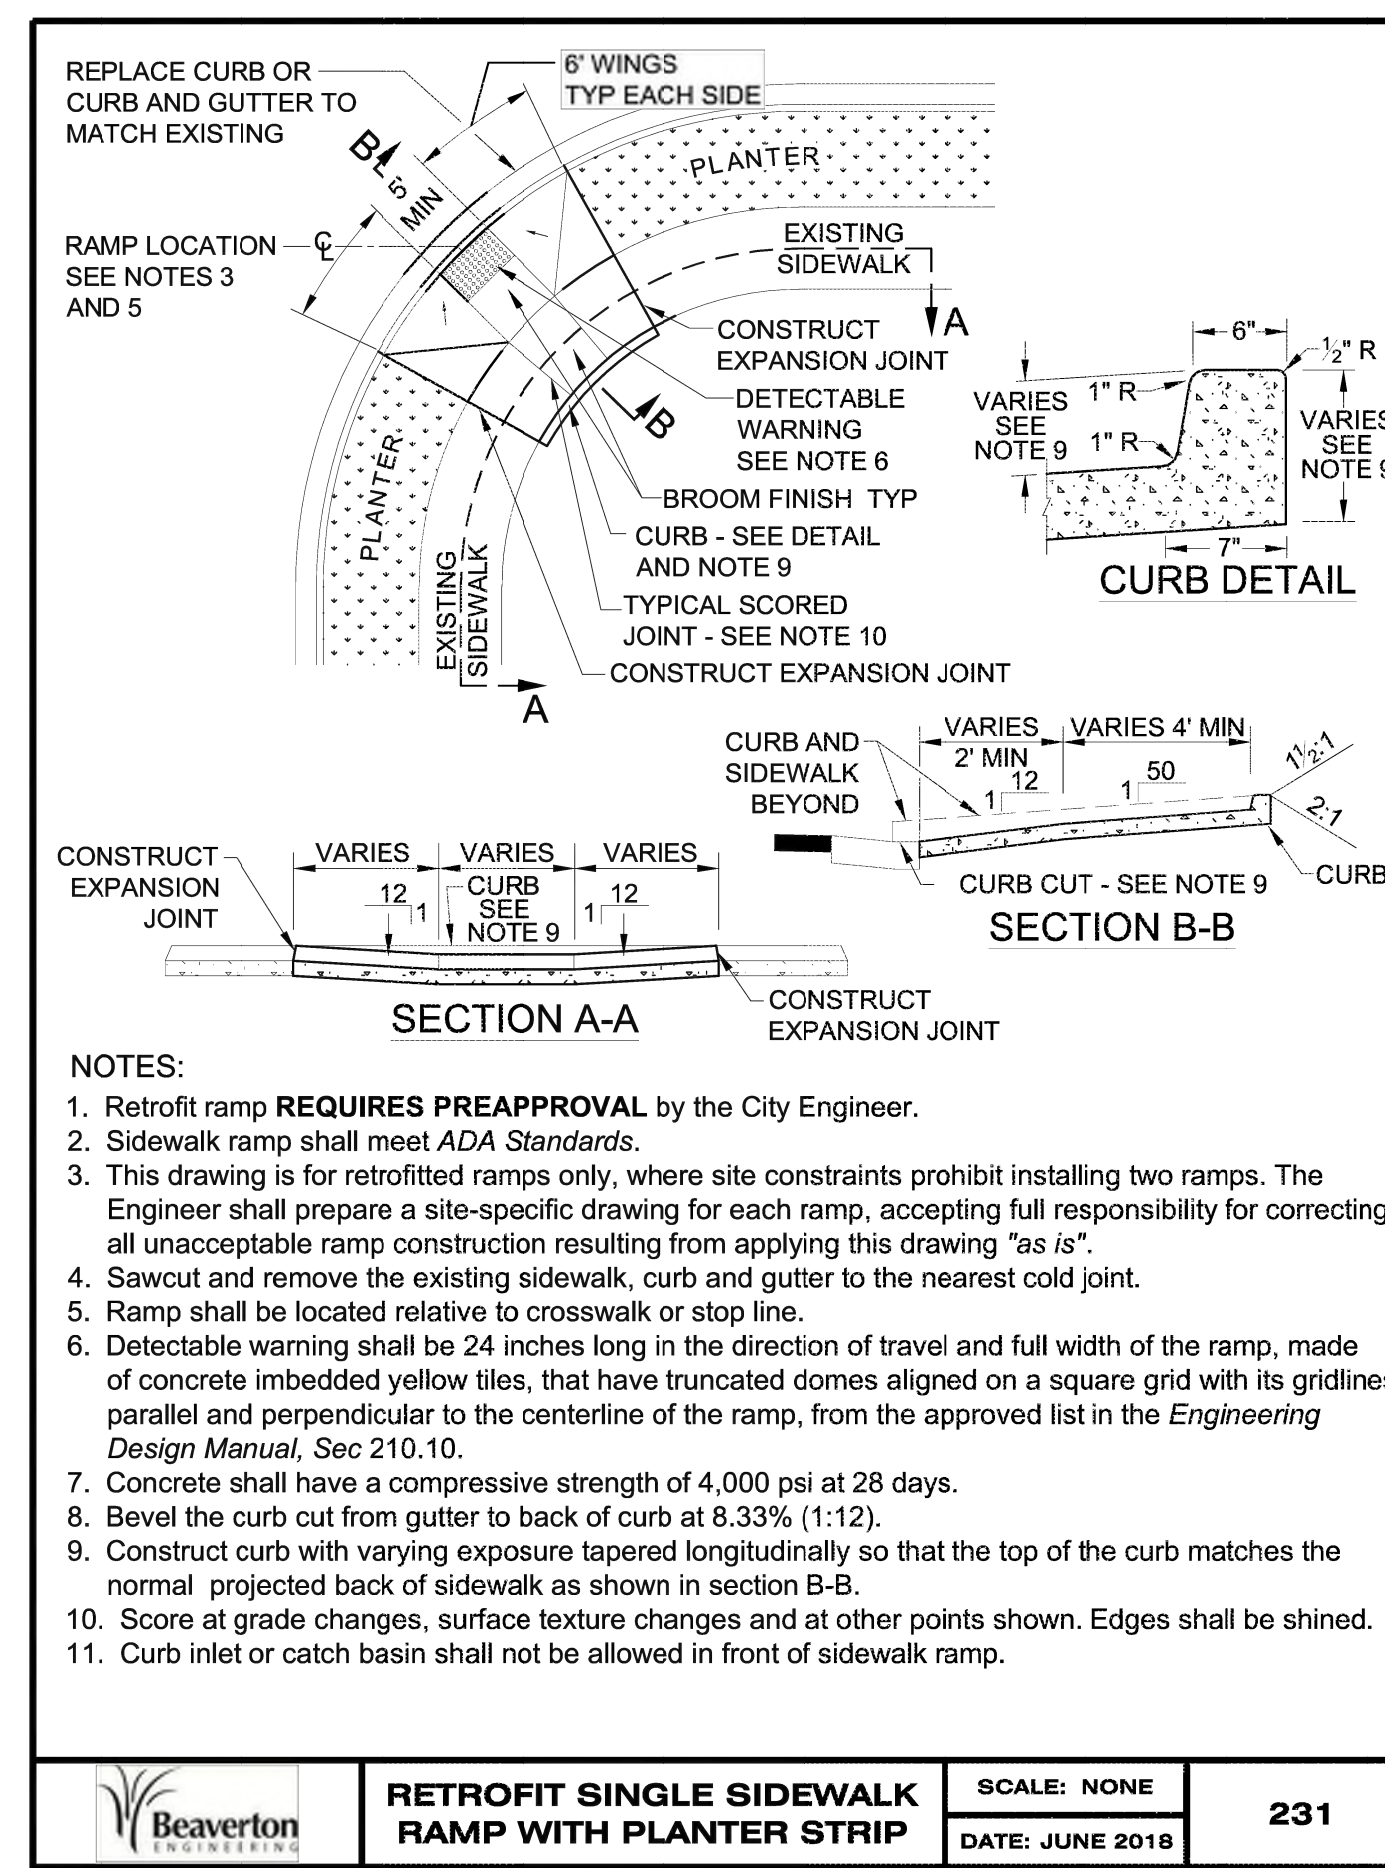 REPLACE CURB OR
CURB AND GUTTER TO
MATCH EXISTING
6' WINGS
TYP EACH SIDE
B
5'
MIN
PLANTER
RAMP LOCATION
SEE NOTES 3
AND 5
℄
EXISTING
SIDEWALK
A
CONSTRUCT
EXPANSION JOINT
DETECTABLE
WARNING
SEE NOTE 6
B
BROOM FINISH TYP
CURB - SEE DETAIL
AND NOTE 9
TYPICAL SCORED
JOINT - SEE NOTE 10
CONSTRUCT EXPANSION JOINT
PLANTER
EXISTING
SIDEWALK
A
6"
1/2" R
1" R
1" R
VARIES
SEE
NOTE 9
VARIES
SEE
NOTE 9
7"
CURB DETAIL
CURB AND
SIDEWALK
BEYOND
VARIES
2' MIN
VARIES 4' MIN
12
1
50
1
1 1/2:1
2:1
CURB
CURB CUT - SEE NOTE 9
SECTION B-B
CONSTRUCT
EXPANSION
JOINT
VARIES
VARIES
VARIES
12
1
CURB
SEE
NOTE 9
12
1
CONSTRUCT
EXPANSION JOINT
SECTION A-A
NOTES:
1. Retrofit ramp REQUIRES PREAPPROVAL by the City Engineer.
2. Sidewalk ramp shall meet ADA Standards.
3. This drawing is for retrofitted ramps only, where site constraints prohibit installing two ramps. The
Engineer shall prepare a site-specific drawing for each ramp, accepting full responsibility for correcting
all unacceptable ramp construction resulting from applying this drawing "as is".
4. Sawcut and remove the existing sidewalk, curb and gutter to the nearest cold joint.
5. Ramp shall be located relative to crosswalk or stop line.
6. Detectable warning shall be 24 inches long in the direction of travel and full width of the ramp, made
of concrete imbedded yellow tiles, that have truncated domes aligned on a square grid with its gridlines
parallel and perpendicular to the centerline of the ramp, from the approved list in the Engineering
Design Manual, Sec 210.10.
7. Concrete shall have a compressive strength of 4,000 psi at 28 days.
8. Bevel the curb cut from gutter to back of curb at 8.33% (1:12).
9. Construct curb with varying exposure tapered longitudinally so that the top of the curb matches the
normal projected back of sidewalk as shown in section B-B.
10. Score at grade changes, surface texture changes and at other points shown. Edges shall be shined.
11. Curb inlet or catch basin shall not be allowed in front of sidewalk ramp.
Beaverton
ENGINEERING
RETROFIT SINGLE SIDEWALK
RAMP WITH PLANTER STRIP
SCALE: NONE
DATE: JUNE 2018
231